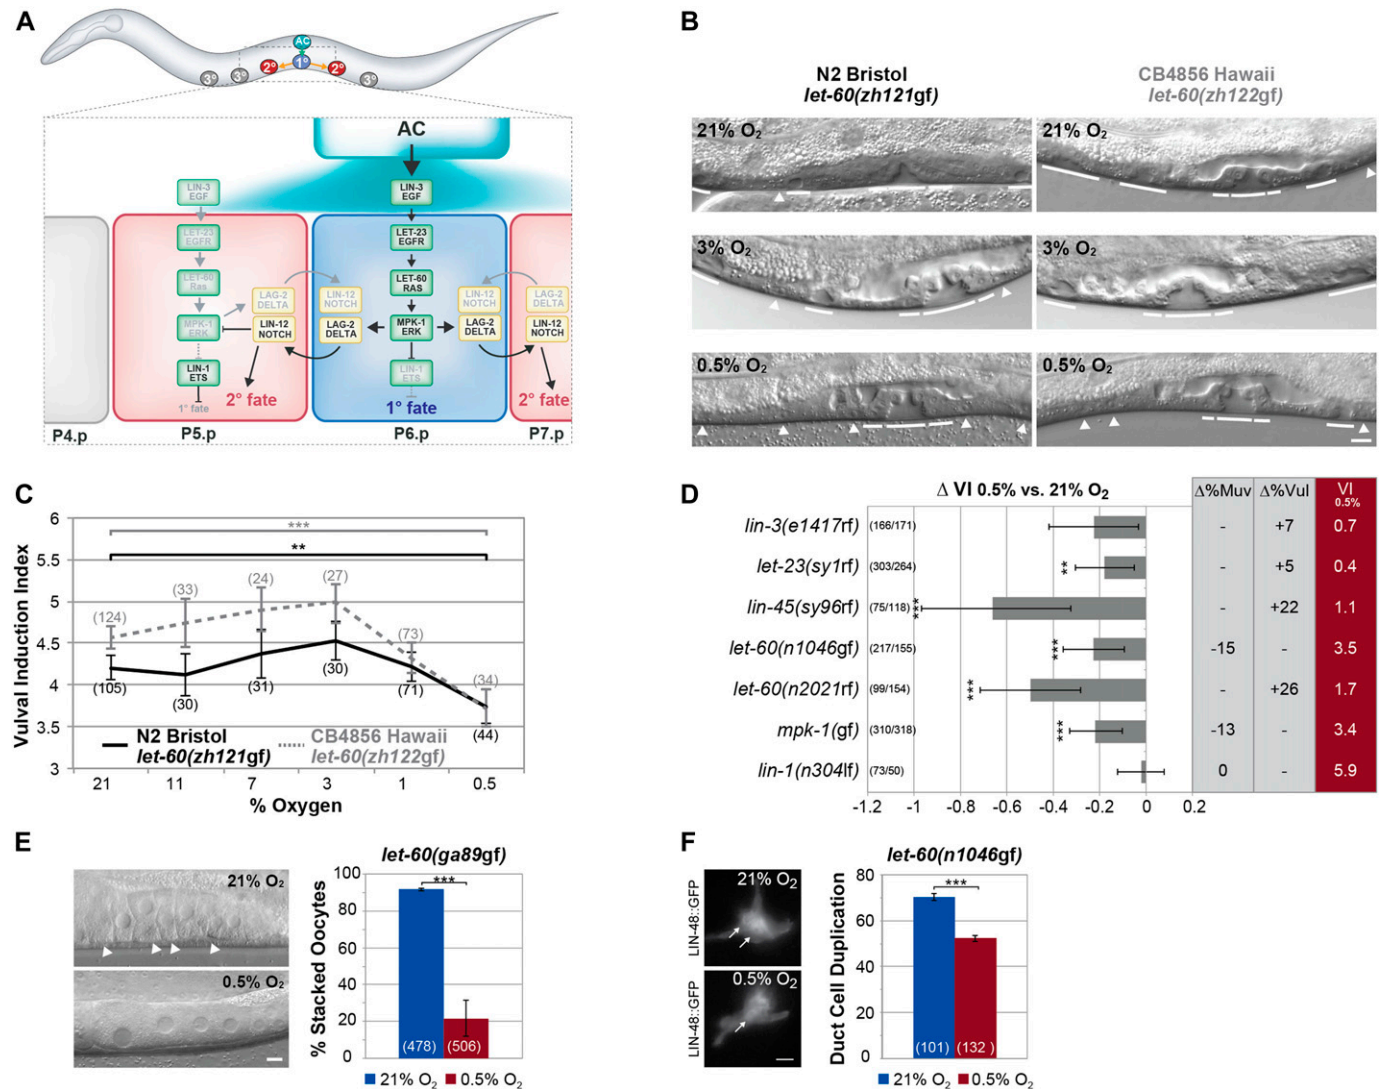 A
AC
3° 3° 2° 1° 2° 3°
AC
LIN-3
EGF
LIN-3
EGF
LET-23
EGFR
LET-23
EGFR
LET-60
Ras
LET-60
RAS
LAG-2
DELTA
LIN-12
NOTCH
LIN-12
NOTCH
LAG-2
DELTA
MPK-1
ERK
LIN-12
NOTCH
LAG-2
DELTA
MPK-1
ERK
LAG-2
DELTA
LIN-12
NOTCH
LIN-1
ETS
LIN-1
ETS
1° fate
2° fate
1° fate
2° fate
P4.p
P5.p
P6.p
P7.p
B
N2 Bristol
let-60(zh121gf)
CB4856 Hawaii
let-60(zh122gf)
21% O2
21% O2
3% O2
3% O2
0.5% O2
0.5% O2
C
Vulval Induction Index
6
5.5
5
4.5
4
3.5
3
***
**
(124)
(33)
(24)
(27)
(73)
(34)
(105)
(30)
(31)
(30)
(71)
(44)
N2 Bristol
let-60(zh121gf)
CB4856 Hawaii
let-60(zh122gf)
21 11 7 3 1 0.5
% Oxygen
D
Δ VI 0.5% vs. 21% O2
Δ%Muv Δ%Vul VI
0.5%
lin-3(e1417rf) (166/171) - +7 0.7
let-23(sy1rf) (303/264) ** - +5 0.4
lin-45(sy96rf) (75/118) *** - +22 1.1
let-60(n1046gf) (217/155) *** -15 - 3.5
let-60(n2021rf) (99/154) *** - +26 1.7
mpk-1(gf) (310/318) *** -13 - 3.4
lin-1(n304lf) (73/50) 0 - 5.9
-1.2 -1 -0.8 -0.6 -0.4 -0.2 0 0.2
E
21% O2
0.5% O2
let-60(ga89gf)
% Stacked Oocytes
100
80
60
40
20
0
***
(478) (506)
21% O2 0.5% O2
F
LIN-48::GFP
21% O2
LIN-48::GFP
0.5% O2
let-60(n1046gf)
Duct Cell Duplication
80
60
40
20
0
***
(101) (132 )
21% O2 0.5% O2